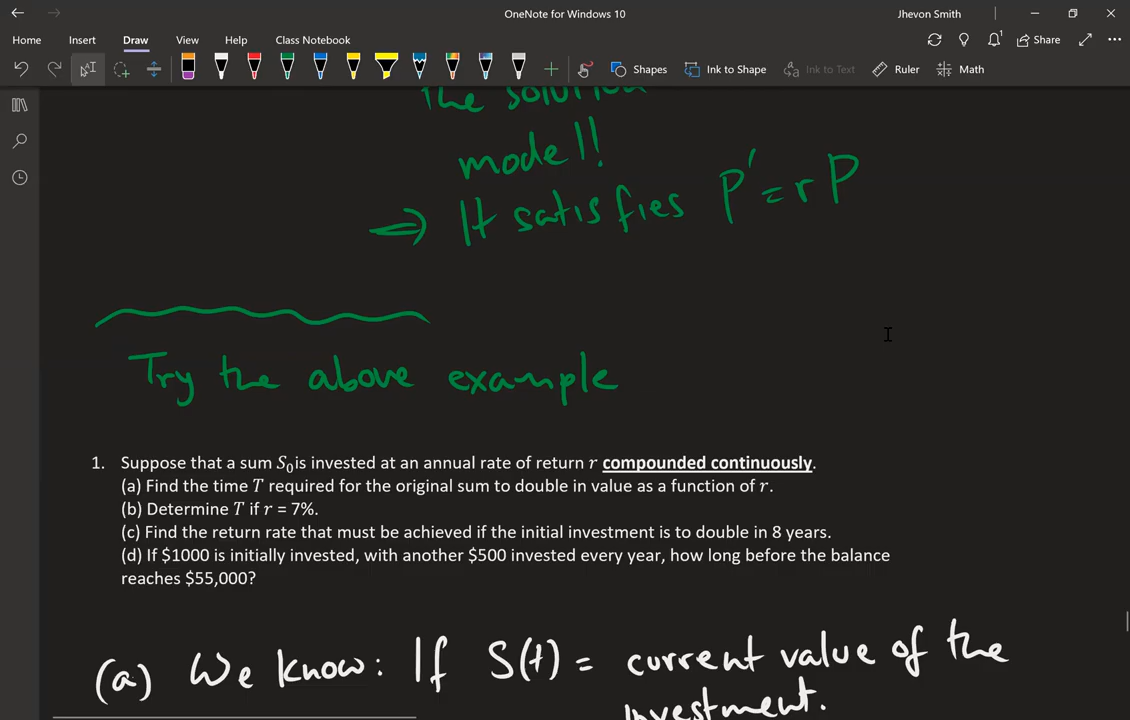 OneNote for Windows 10
Jhevon Smith
Home Insert Draw View Help Class Notebook
Share
Shapes Ink to Shape Ink to Text Ruler Math
the solution
model!
⇒ It satisfies P' = r P
Try the above example
1. Suppose that a sum S₀is invested at an annual rate of return r compounded continuously.
(a) Find the time T required for the original sum to double in value as a function of r.
(b) Determine T if r = 7%.
(c) Find the return rate that must be achieved if the initial investment is to double in 8 years.
(d) If $1000 is initially invested, with another $500 invested every year, how long before the balance
reaches $55,000?
(a) We know: If S(t) = current value of the
investment.